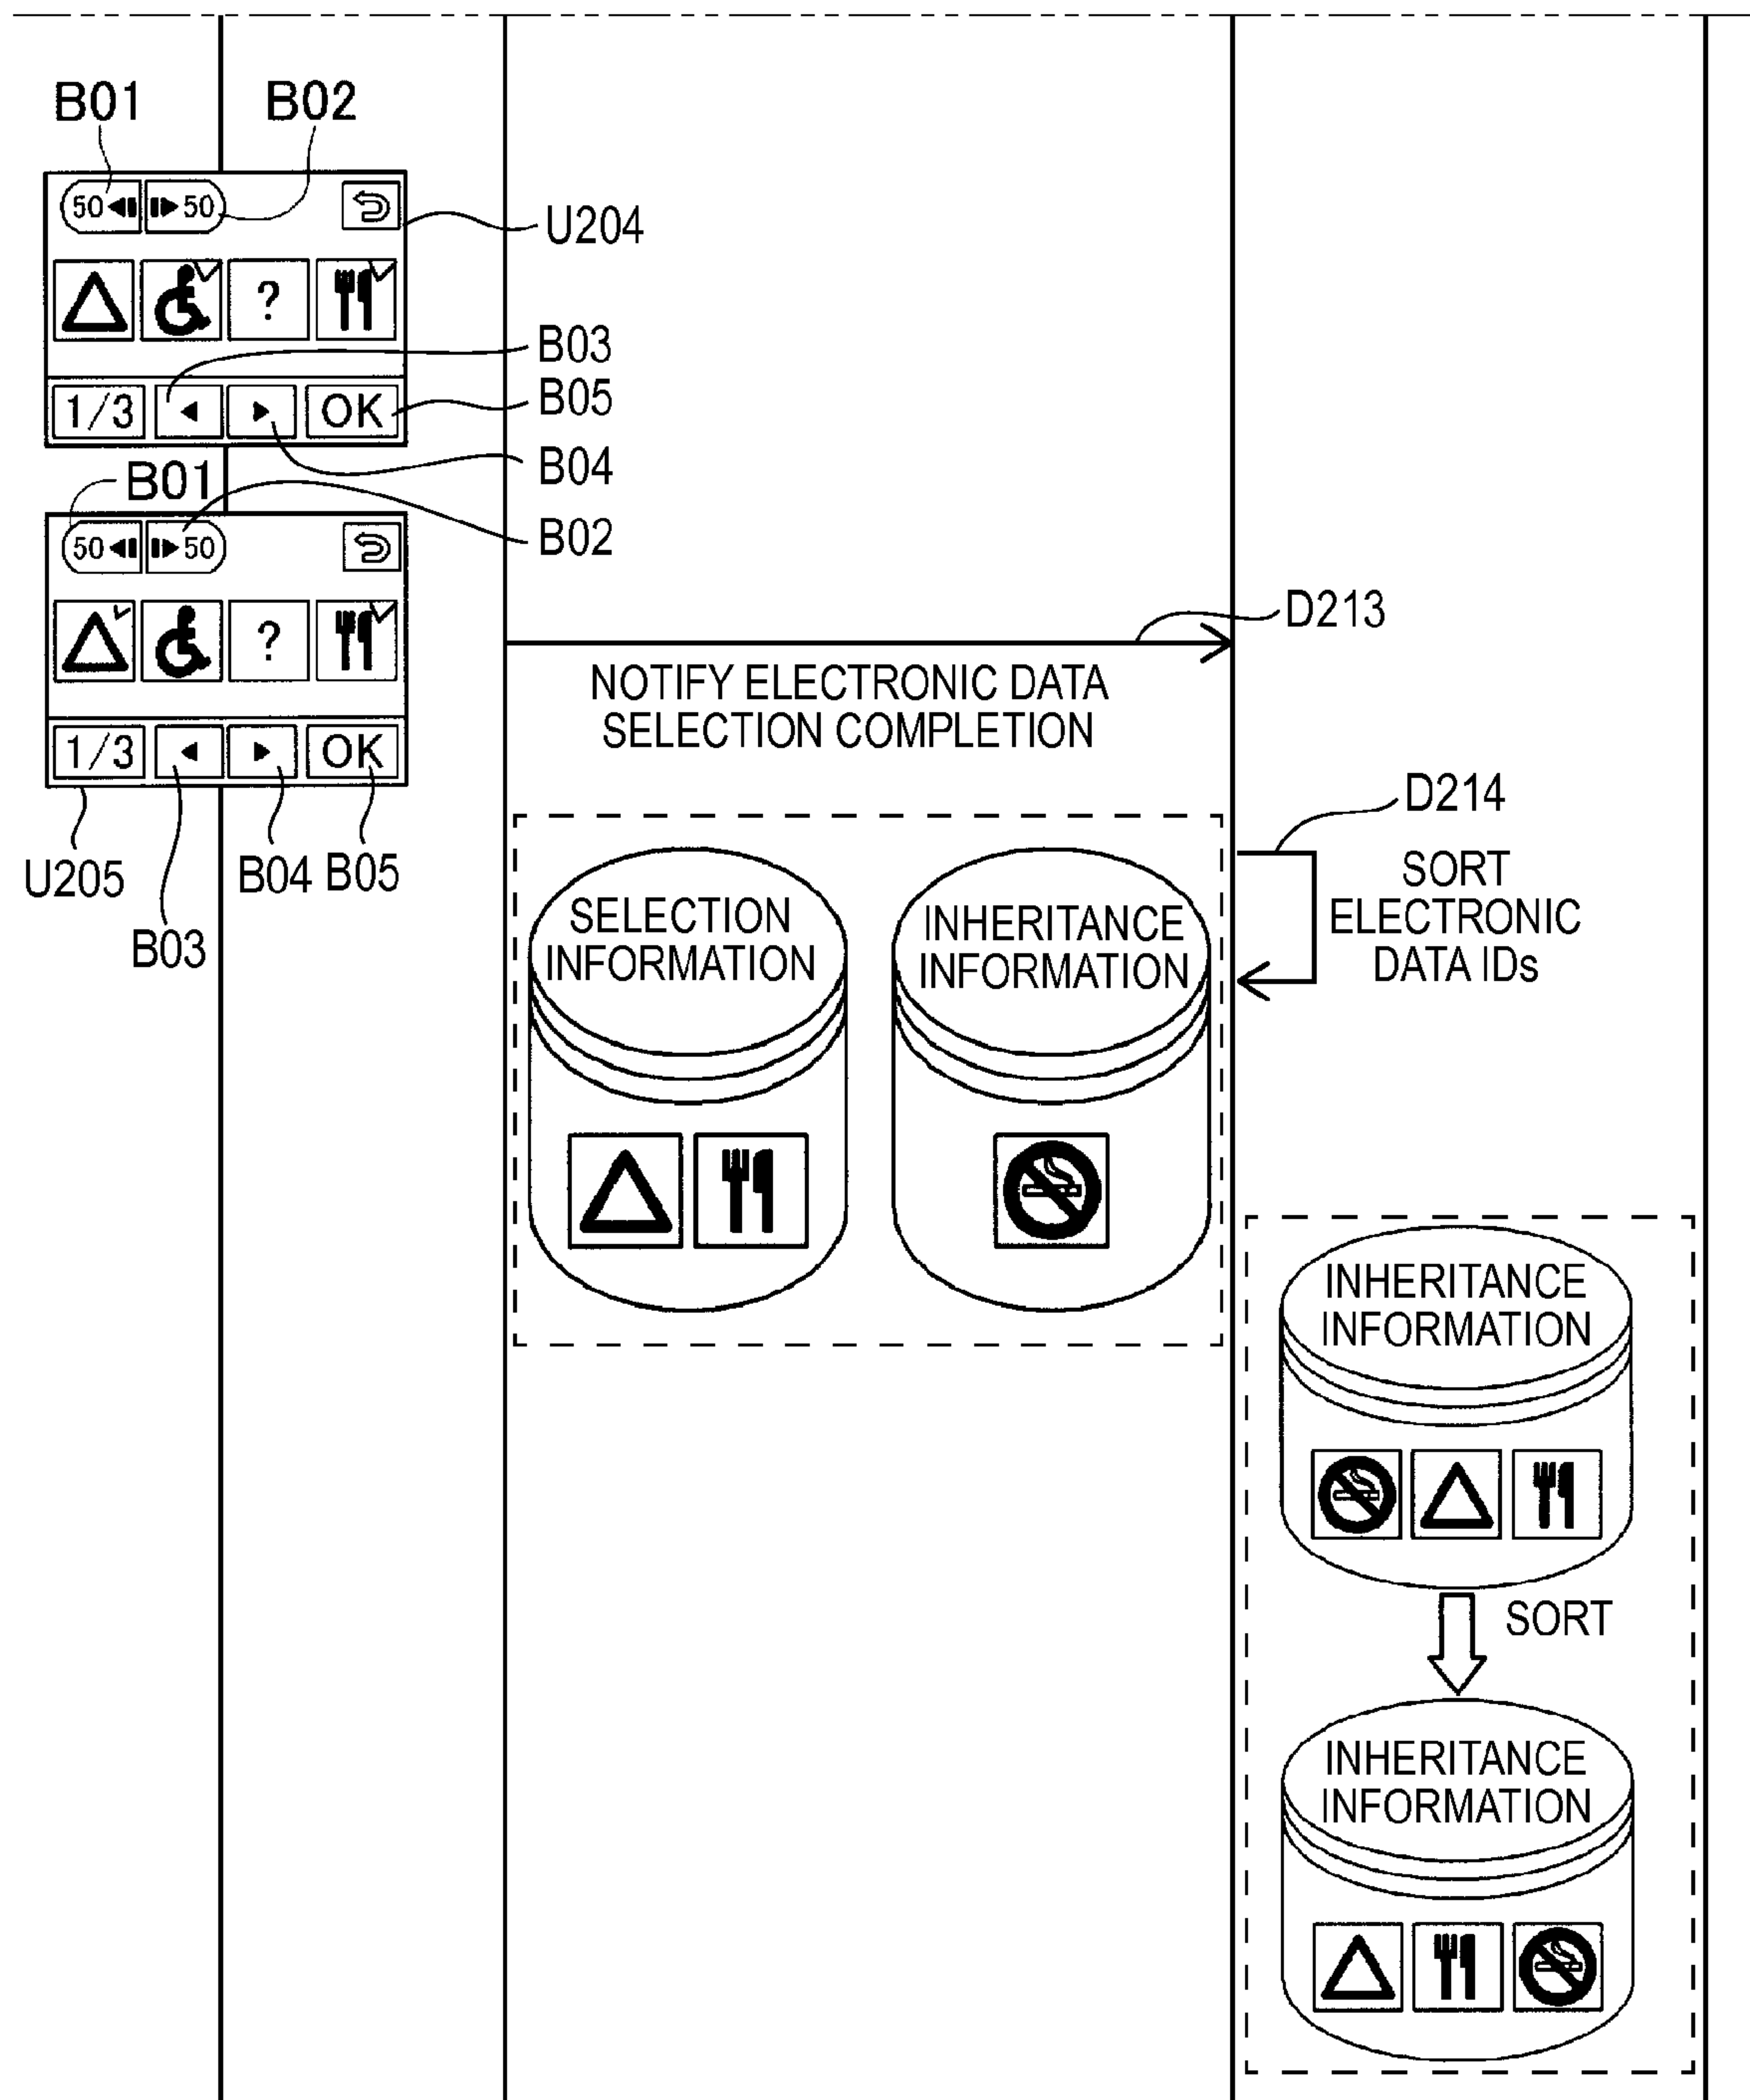 B01
B02
50
50
U204
?
B03
1/3
OK
B05
B04
B01
50
50
B02
?
D213
NOTIFY ELECTRONIC DATA
SELECTION COMPLETION
1/3
OK
U205
B04
B05
B03
D214
SORT
ELECTRONIC
DATA IDs
SELECTION
INFORMATION
INHERITANCE
INFORMATION
INHERITANCE
INFORMATION
SORT
INHERITANCE
INFORMATION